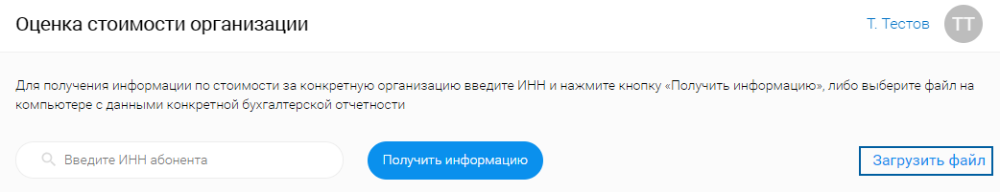 Оценка стоимости организации
Т. Тестов
ТТ
Для получения информации по стоимости за конкретную организацию введите ИНН и нажмите кнопку «Получить информацию», либо выберите файл на
компьютере с данными конкретной бухгалтерской отчетности
Введите ИНН абонента
Получить информацию
Загрузить файл